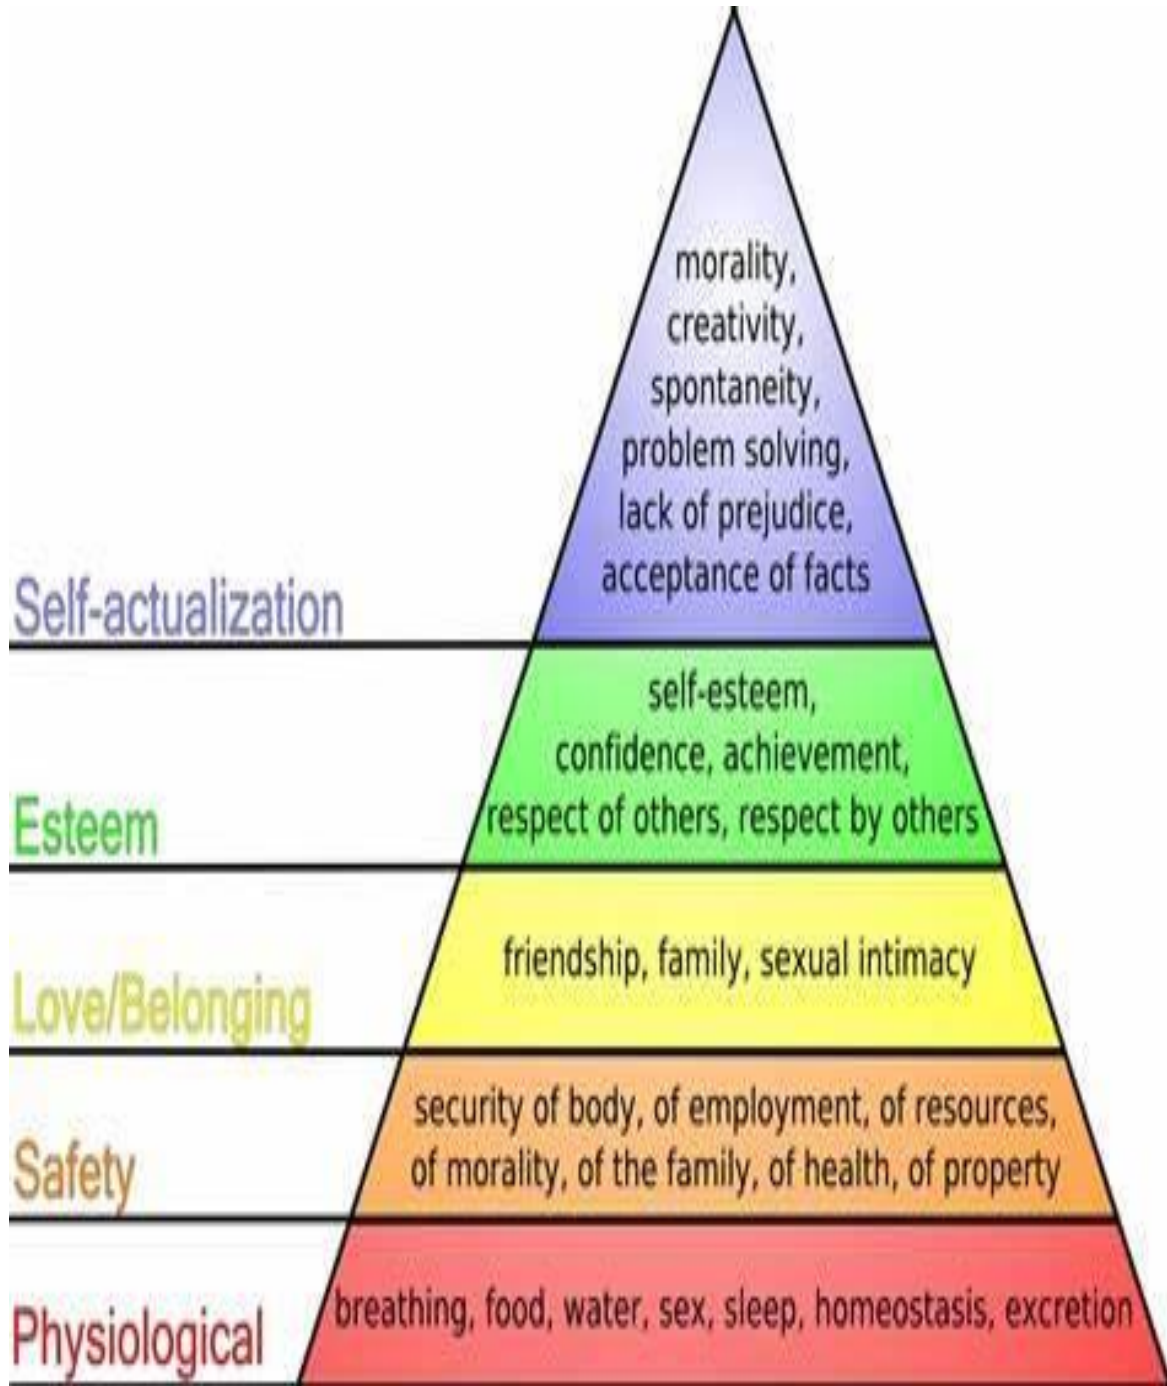 morality,
creativity,
spontaneity,
problem solving,
lack of prejudice,
acceptance of facts
Self-actualization
self-esteem,
confidence, achievement,
respect of others, respect by others
Esteem
friendship, family, sexual intimacy
Love/Belonging
security of body, of employment, of resources,
of morality, of the family, of health, of property
Safety
breathing, food, water, sex, sleep, homeostasis, excretion
Physiological